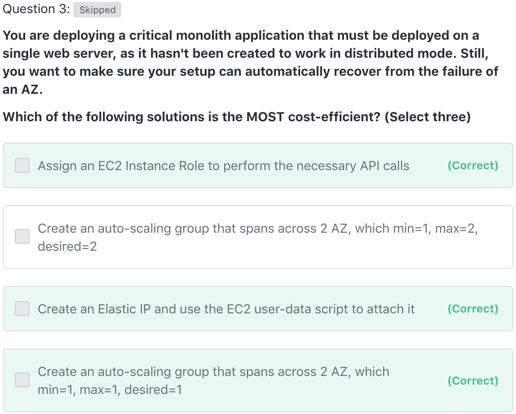 Question 3: Skipped
You are deploying a critical monolith application that must be deployed on a
single web server, as it hasn't been created to work in distributed mode. Still,
you want to make sure your setup can automatically recover from the failure of
an AZ.
Which of the following solutions is the MOST cost-efficient? (Select three)
Assign an EC2 Instance Role to perform the necessary API calls (Correct)
Create an auto-scaling group that spans across 2 AZ, which min=1, max=2,
desired=2
Create an Elastic IP and use the EC2 user-data script to attach it (Correct)
Create an auto-scaling group that spans across 2 AZ, which
min=1, max=1, desired=1 (Correct)